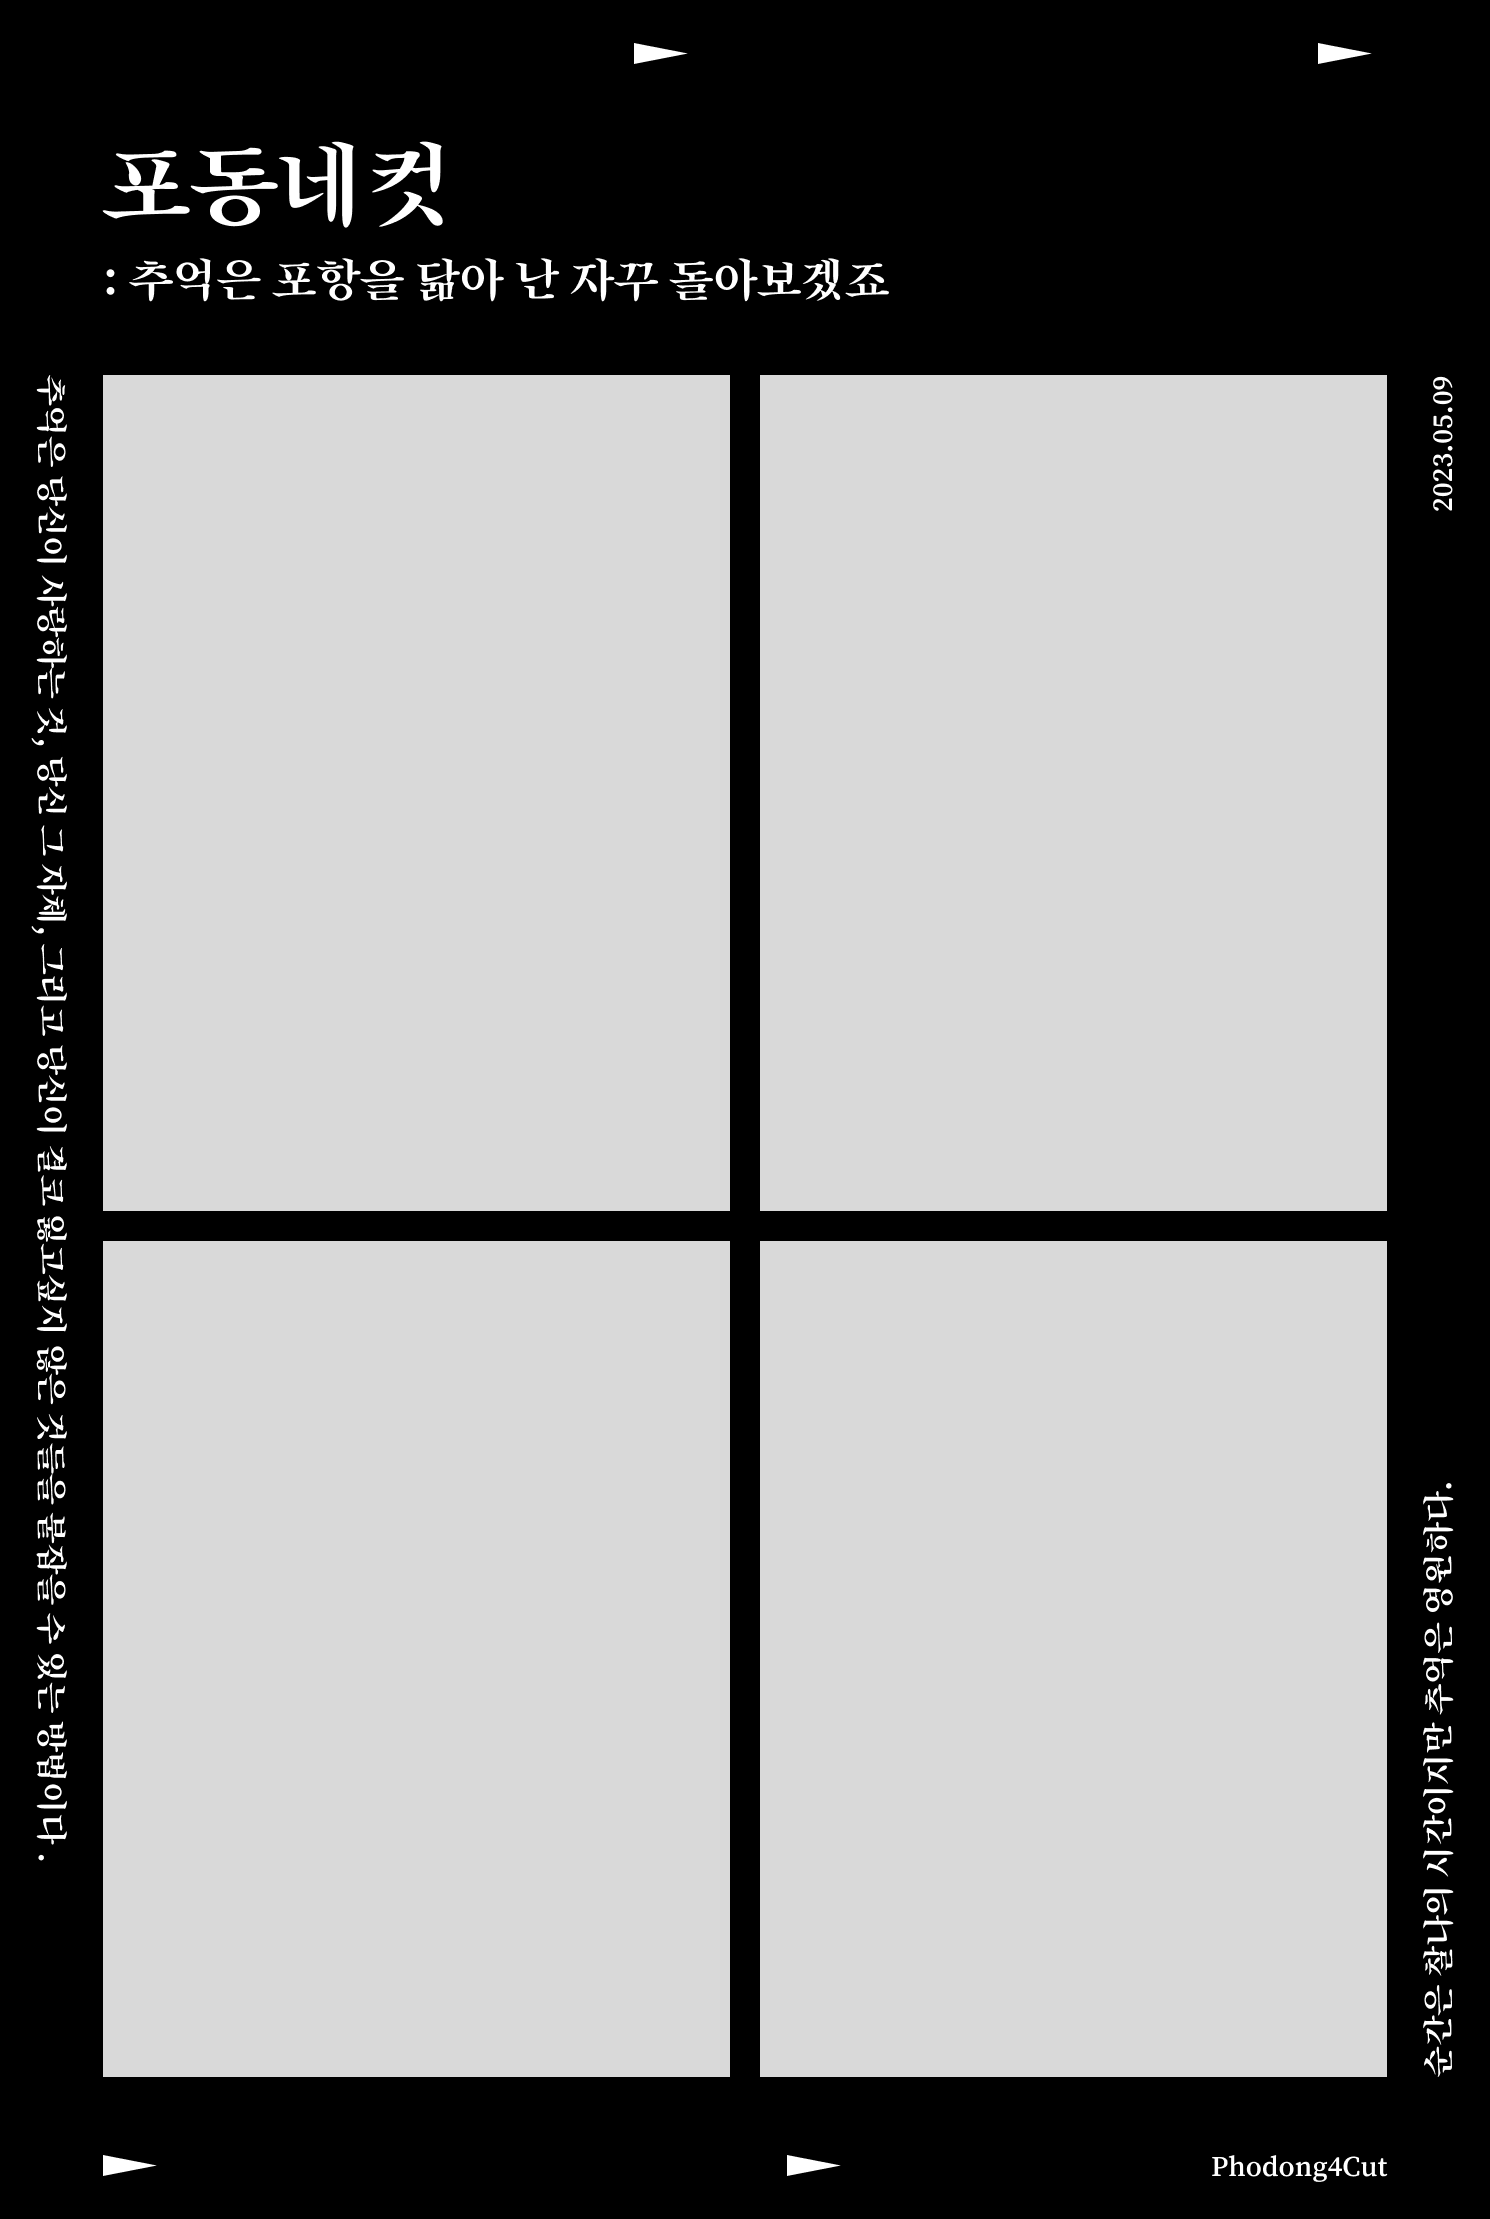 포동네컷
: 추억은 포항을 닮아 난 자꾸 돌아보겠죠
추억은 당신이 사랑하는 것, 당신 그 자체, 그리고 당신이 결코 잃고싶지 않은 것들을 붙잡을 수 있는 방법이다.
2023.05.09
순간은 찰나의 시간이지만 추억은 영원하다.
Phodong4Cut